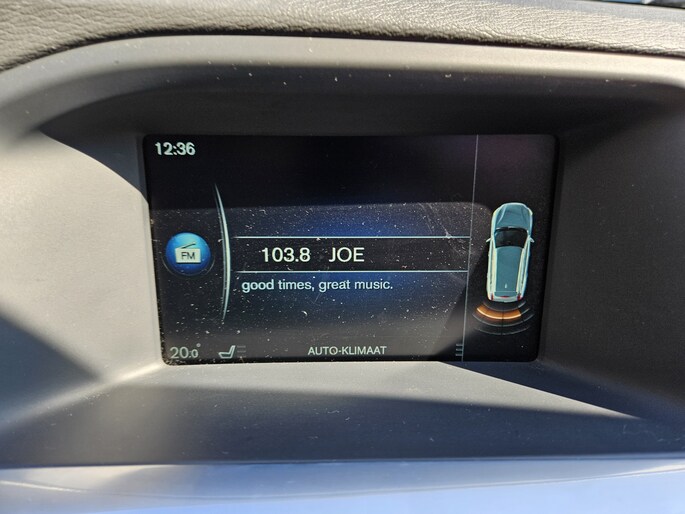 12:36
FM
103.8 JOE
good times, great music.
20.0°
AUTO-KLIMAAT